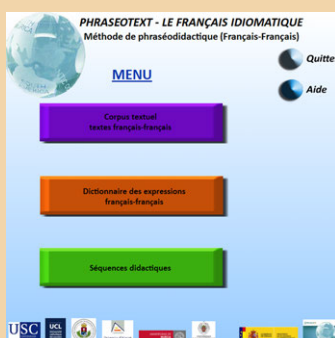 PHRASEOTEXT - LE FRANÇAIS IDIOMATIQUE
Méthode de phraséodidactique (Français-Français)
Quitte
MENU
Aide
Corpus textuel
textes français-français
Dictionnaire des expressions
français-français
Séquences didactiques
USC
UCL